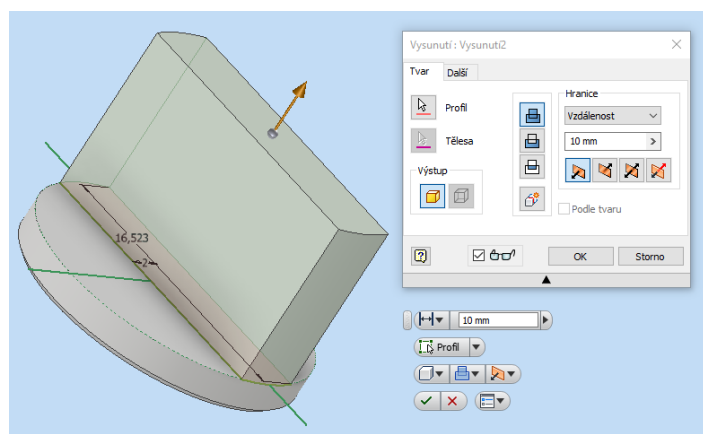 Vysunutí : Vysunutí2
Tvar
Další
Profil
Tělesa
Výstup
Hranice
Vzdálenost
10 mm
Podle tvaru
OK
Storno
16,523
2
10 mm
Profil